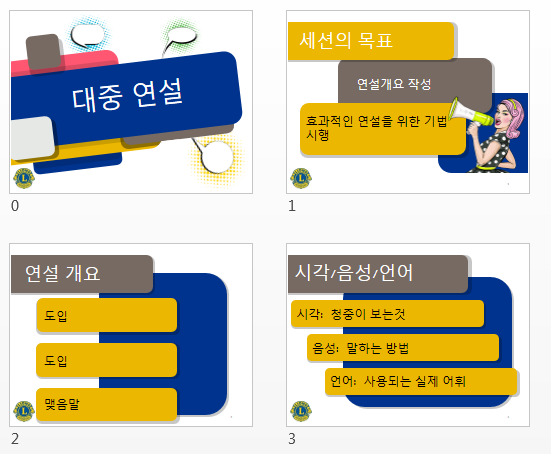 대중 연설
0
세션의 목표
연설개요 작성
효과적인 연설을 위한 기법
시행
1
연설 개요
도입
도입
맺음말
2
시각/음성/언어
시각: 청중이 보는것
음성: 말하는 방법
언어: 사용되는 실제 어휘
3